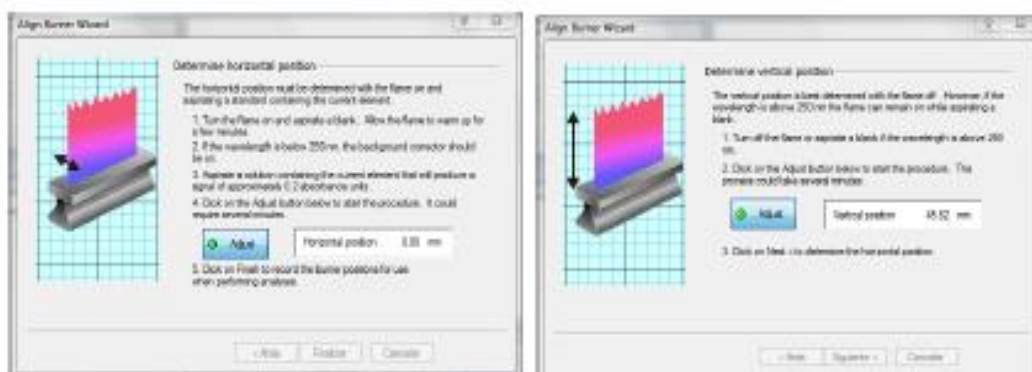 Align Burner Wizard
Determine horizontal position
The horizontal position must be determined with the flame on and
aspirating a standard containing the current element.
1. Turn the flame on and aspirate a blank. Allow the flame to warm up for
a few minutes.
2. If the wavelength is below 250 nm, the background corrector should
be on.
3. Aspirate a solution containing the current element that will produce a
signal of approximately 0.2 absorbance units.
4. Click on the Adjust button below to start the procedure. It could
require several minutes.
Adjust
Horizontal position
mm
5. Click on Finish to record the burner positions for use
when performing analyses.
< Atrás
Finalizar
Cancelar
Align Burner Wizard
Determine vertical position
The vertical position is best determined with the flame off. However, if the
wavelength is above 250 nm the flame can remain on while aspirating a
blank.
1. Turn off the flame or aspirate a blank if the wavelength is above 250
nm.
2. Click on the Adjust button below to start the procedure. The
process could take several minutes.
Adjust
Vertical position
mm
3. Click on Next > to determine the horizontal position.
< Atrás
Siguiente >
Cancelar